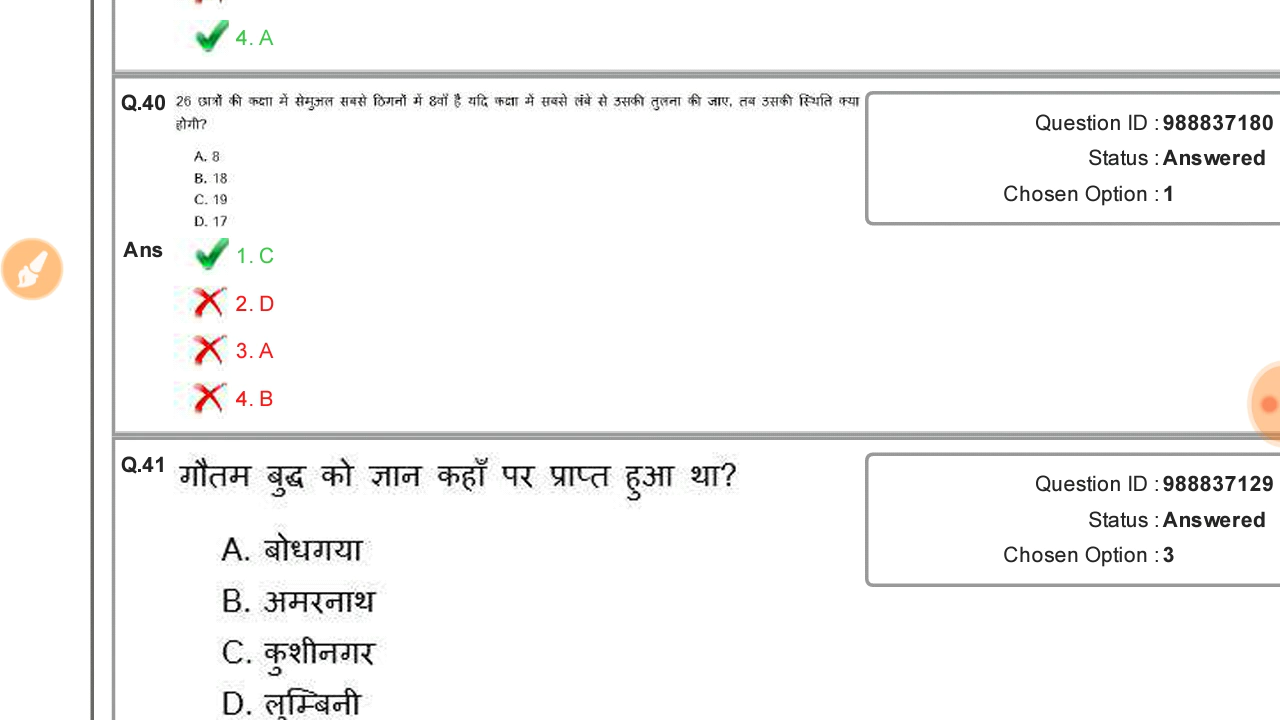 4. A
Q.40 26 छात्रों की कक्षा में सेमुअल सबसे ठिगनों में 8वाँ है यदि कक्षा में सबसे लंबे से उसकी तुलना की जाए, तब उसकी स्थिति क्या
होगी?
A. 8
B. 18
C. 19
D. 17
Question ID : 988837180
Status : Answered
Chosen Option : 1
Ans 1. C
2. D
3. A
4. B
Q.41 गौतम बुद्ध को ज्ञान कहाँ पर प्राप्त हुआ था?
A. बोधगया
B. अमरनाथ
C. कुशीनगर
D. लुम्बिनी
Question ID : 988837129
Status : Answered
Chosen Option : 3